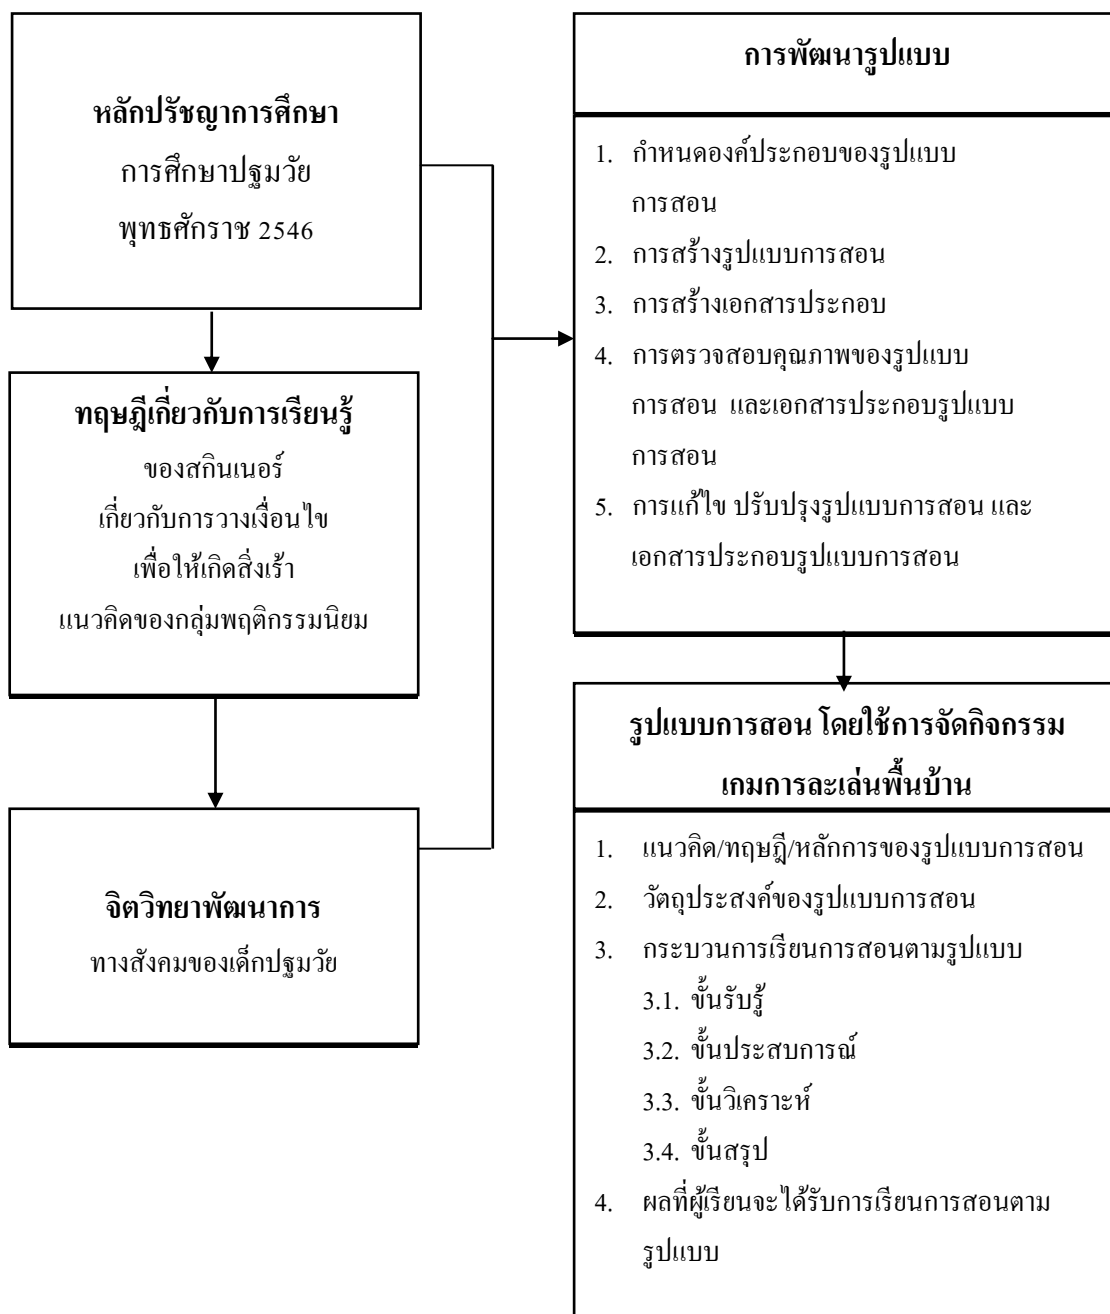 หลักปรัชญาการศึกษา
การศึกษาปฐมวัย
พุทธศักราช 2546
ทฤษฎีเกี่ยวกับการเรียนรู้
ของสกินเนอร์
เกี่ยวกับการวางเงื่อนไข
เพื่อให้เกิดสิ่งเร้า
แนวคิดของกลุ่มพฤติกรรมนิยม
จิตวิทยาพัฒนาการ
ทางสังคมของเด็กปฐมวัย
การพัฒนารูปแบบ
1. กำหนดองค์ประกอบของรูปแบบ
การสอน
2. การสร้างรูปแบบการสอน
3. การสร้างเอกสารประกอบ
4. การตรวจสอบคุณภาพของรูปแบบ
การสอน และเอกสารประกอบรูปแบบ
การสอน
5. การแก้ไข ปรับปรุงรูปแบบการสอน และ
เอกสารประกอบรูปแบบการสอน
รูปแบบการสอน โดยใช้การจัดกิจกรรม
เกมการละเล่นพื้นบ้าน
1. แนวคิด/ทฤษฎี/หลักการของรูปแบบการสอน
2. วัตถุประสงค์ของรูปแบบการสอน
3. กระบวนการเรียนการสอนตามรูปแบบ
3.1. ขั้นรับรู้
3.2. ขั้นประสบการณ์
3.3. ขั้นวิเคราะห์
3.4. ขั้นสรุป
4. ผลที่ผู้เรียนจะได้รับการเรียนการสอนตาม
รูปแบบ